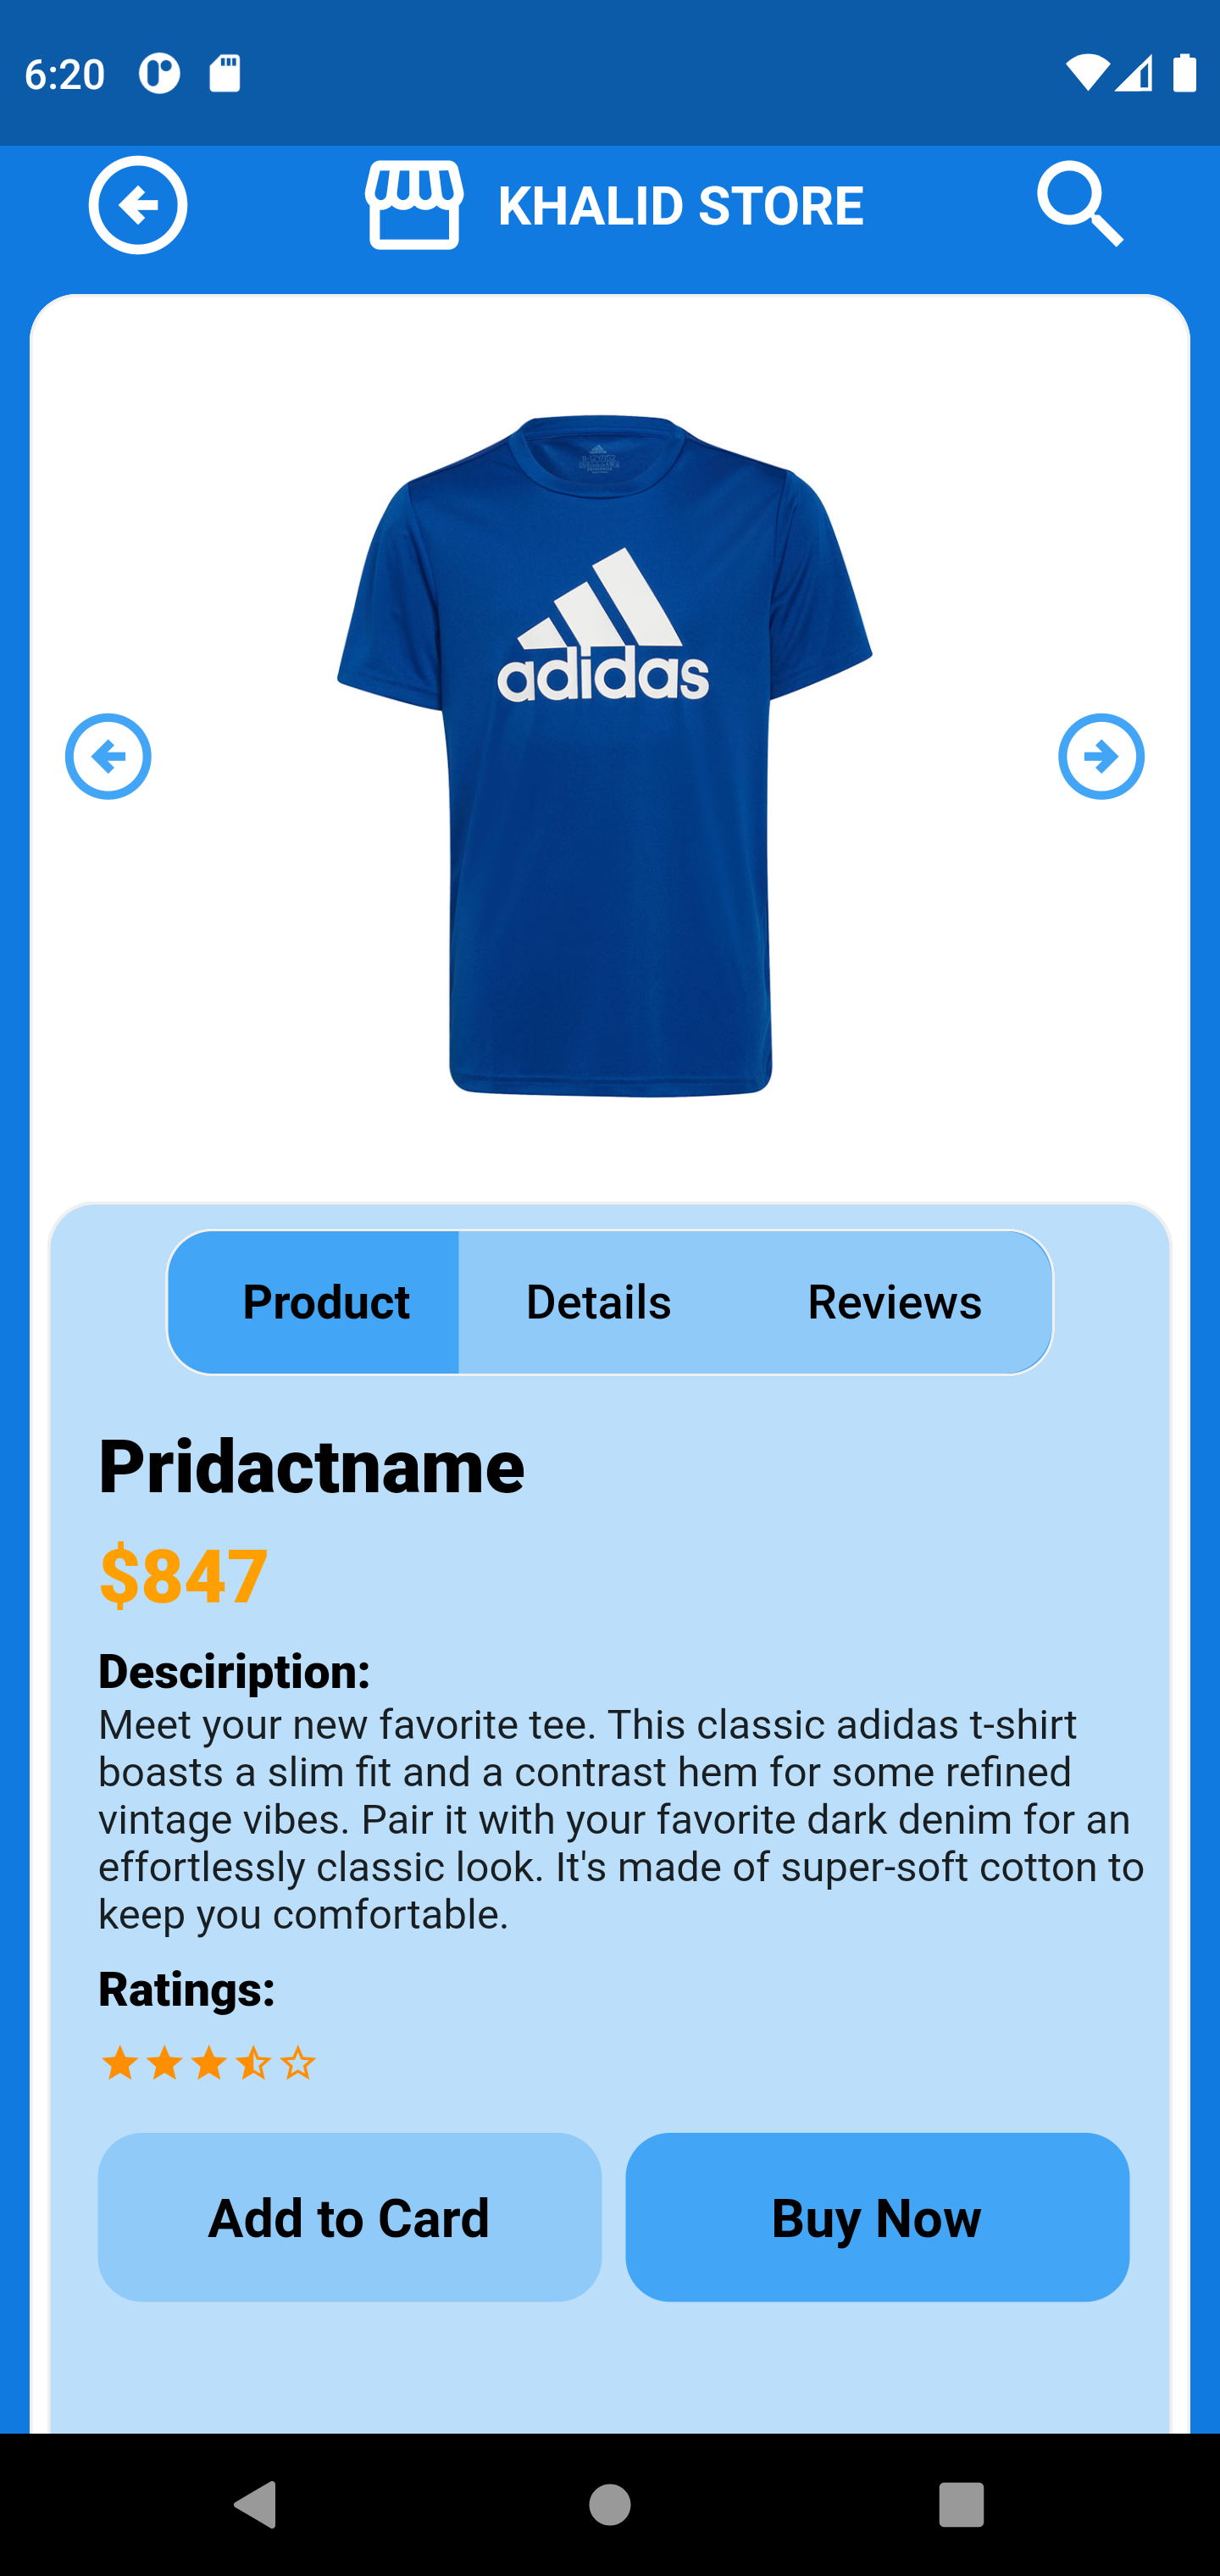 6:20
KHALID STORE
adidas
Product Details Reviews
Pridactname
$847
Desciription:
Meet your new favorite tee. This classic adidas t-shirt
boasts a slim fit and a contrast hem for some refined
vintage vibes. Pair it with your favorite dark denim for an
effortlessly classic look. It's made of super-soft cotton to
keep you comfortable.
Ratings:
Add to Card Buy Now